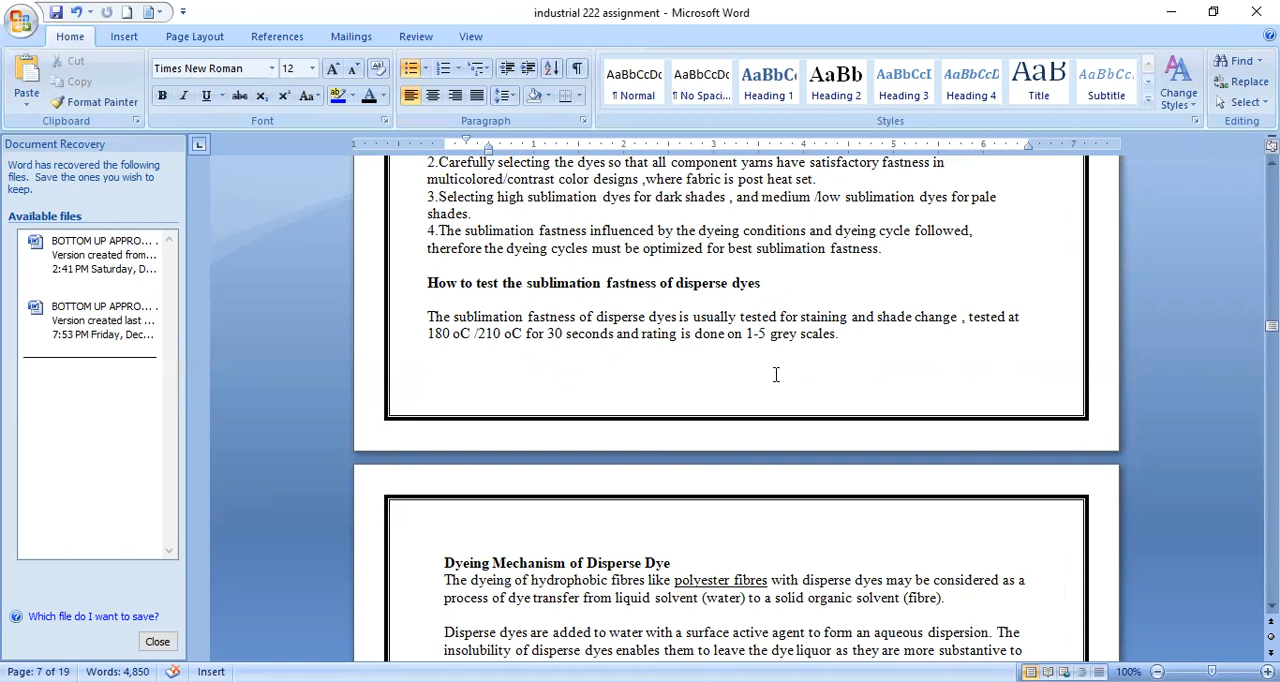 industrial 222 assignment - Microsoft Word
Home Insert Page Layout References Mailings Review View
Paste
Cut
Copy
Format Painter
Clipboard
Times New Roman 12
Font
Paragraph
AaBbCcDc AaBbCcDc AaBbC AaBb AaBbCcI AaBbCcD AaB AaBbCc.
¶ Normal ¶ No Spaci... Heading 1 Heading 2 Heading 3 Heading 4 Title Subtitle
Change
Styles
Styles
Find
Replace
Select
Editing
Document Recovery
Word has recovered the following
files. Save the ones you wish to
keep.
Available files
BOTTOM UP APPRO...
Version created from...
2:41 PM Saturday, D...
BOTTOM UP APPRO...
Version created last ...
7:53 PM Friday, Dec...
Which file do I want to save?
Close
1 1 2 3 4 5 6 7
2.Carefully selecting the dyes so that all component yarns have satisfactory fastness in
multicolored/contrast color designs ,where fabric is post heat set.
3.Selecting high sublimation dyes for dark shades , and medium /low sublimation dyes for pale
shades.
4.The sublimation fastness influenced by the dyeing conditions and dyeing cycle followed,
therefore the dyeing cycles must be optimized for best sublimation fastness.
How to test the sublimation fastness of disperse dyes
The sublimation fastness of disperse dyes is usually tested for staining and shade change , tested at
180 oC /210 oC for 30 seconds and rating is done on 1-5 grey scales.
Dyeing Mechanism of Disperse Dye
The dyeing of hydrophobic fibres like polyester fibres with disperse dyes may be considered as a
process of dye transfer from liquid solvent (water) to a solid organic solvent (fibre).
Disperse dyes are added to water with a surface active agent to form an aqueous dispersion. The
insolubility of disperse dyes enables them to leave the dye liquor as they are more substantive to
Page: 7 of 19 Words: 4,850 Insert 100%